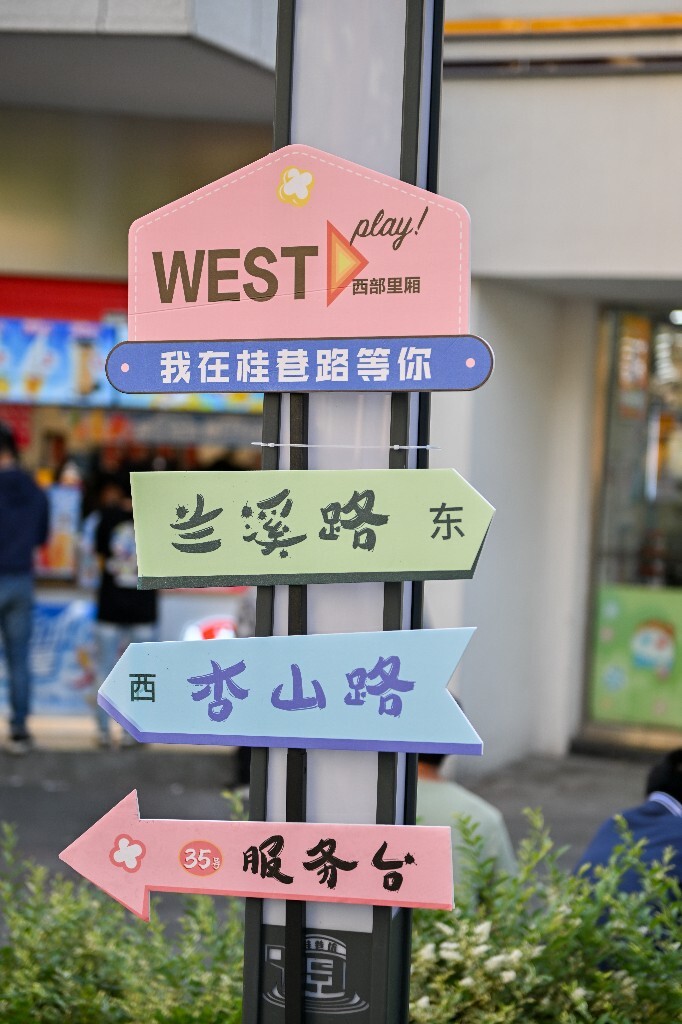 play!
WEST
西部里厢
我在桂巷路等你
兰溪路 东
西 杏山路
35号 服务台